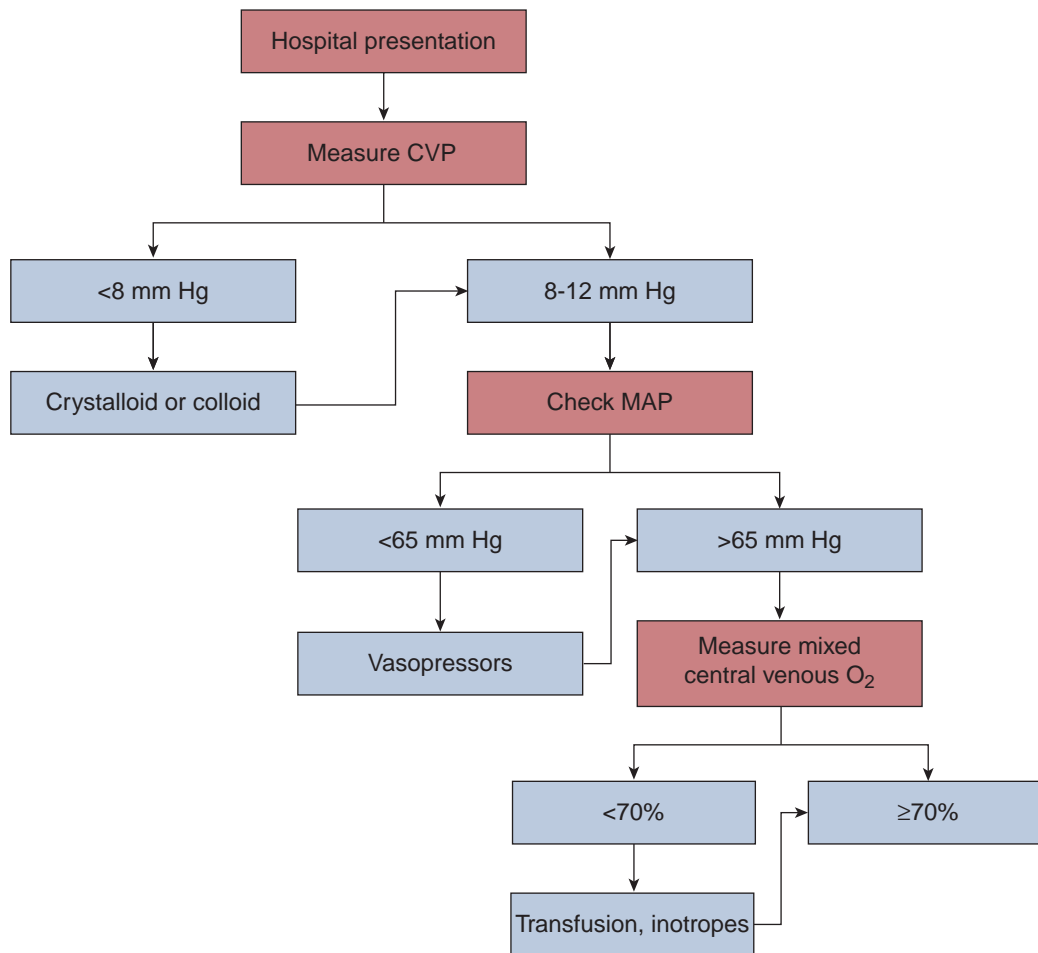 Hospital presentation
Measure CVP
<8 mm Hg
8-12 mm Hg
Crystalloid or colloid
Check MAP
<65 mm Hg
>65 mm Hg
Vasopressors
Measure mixed
central venous O₂
<70%
≥70%
Transfusion, inotropes